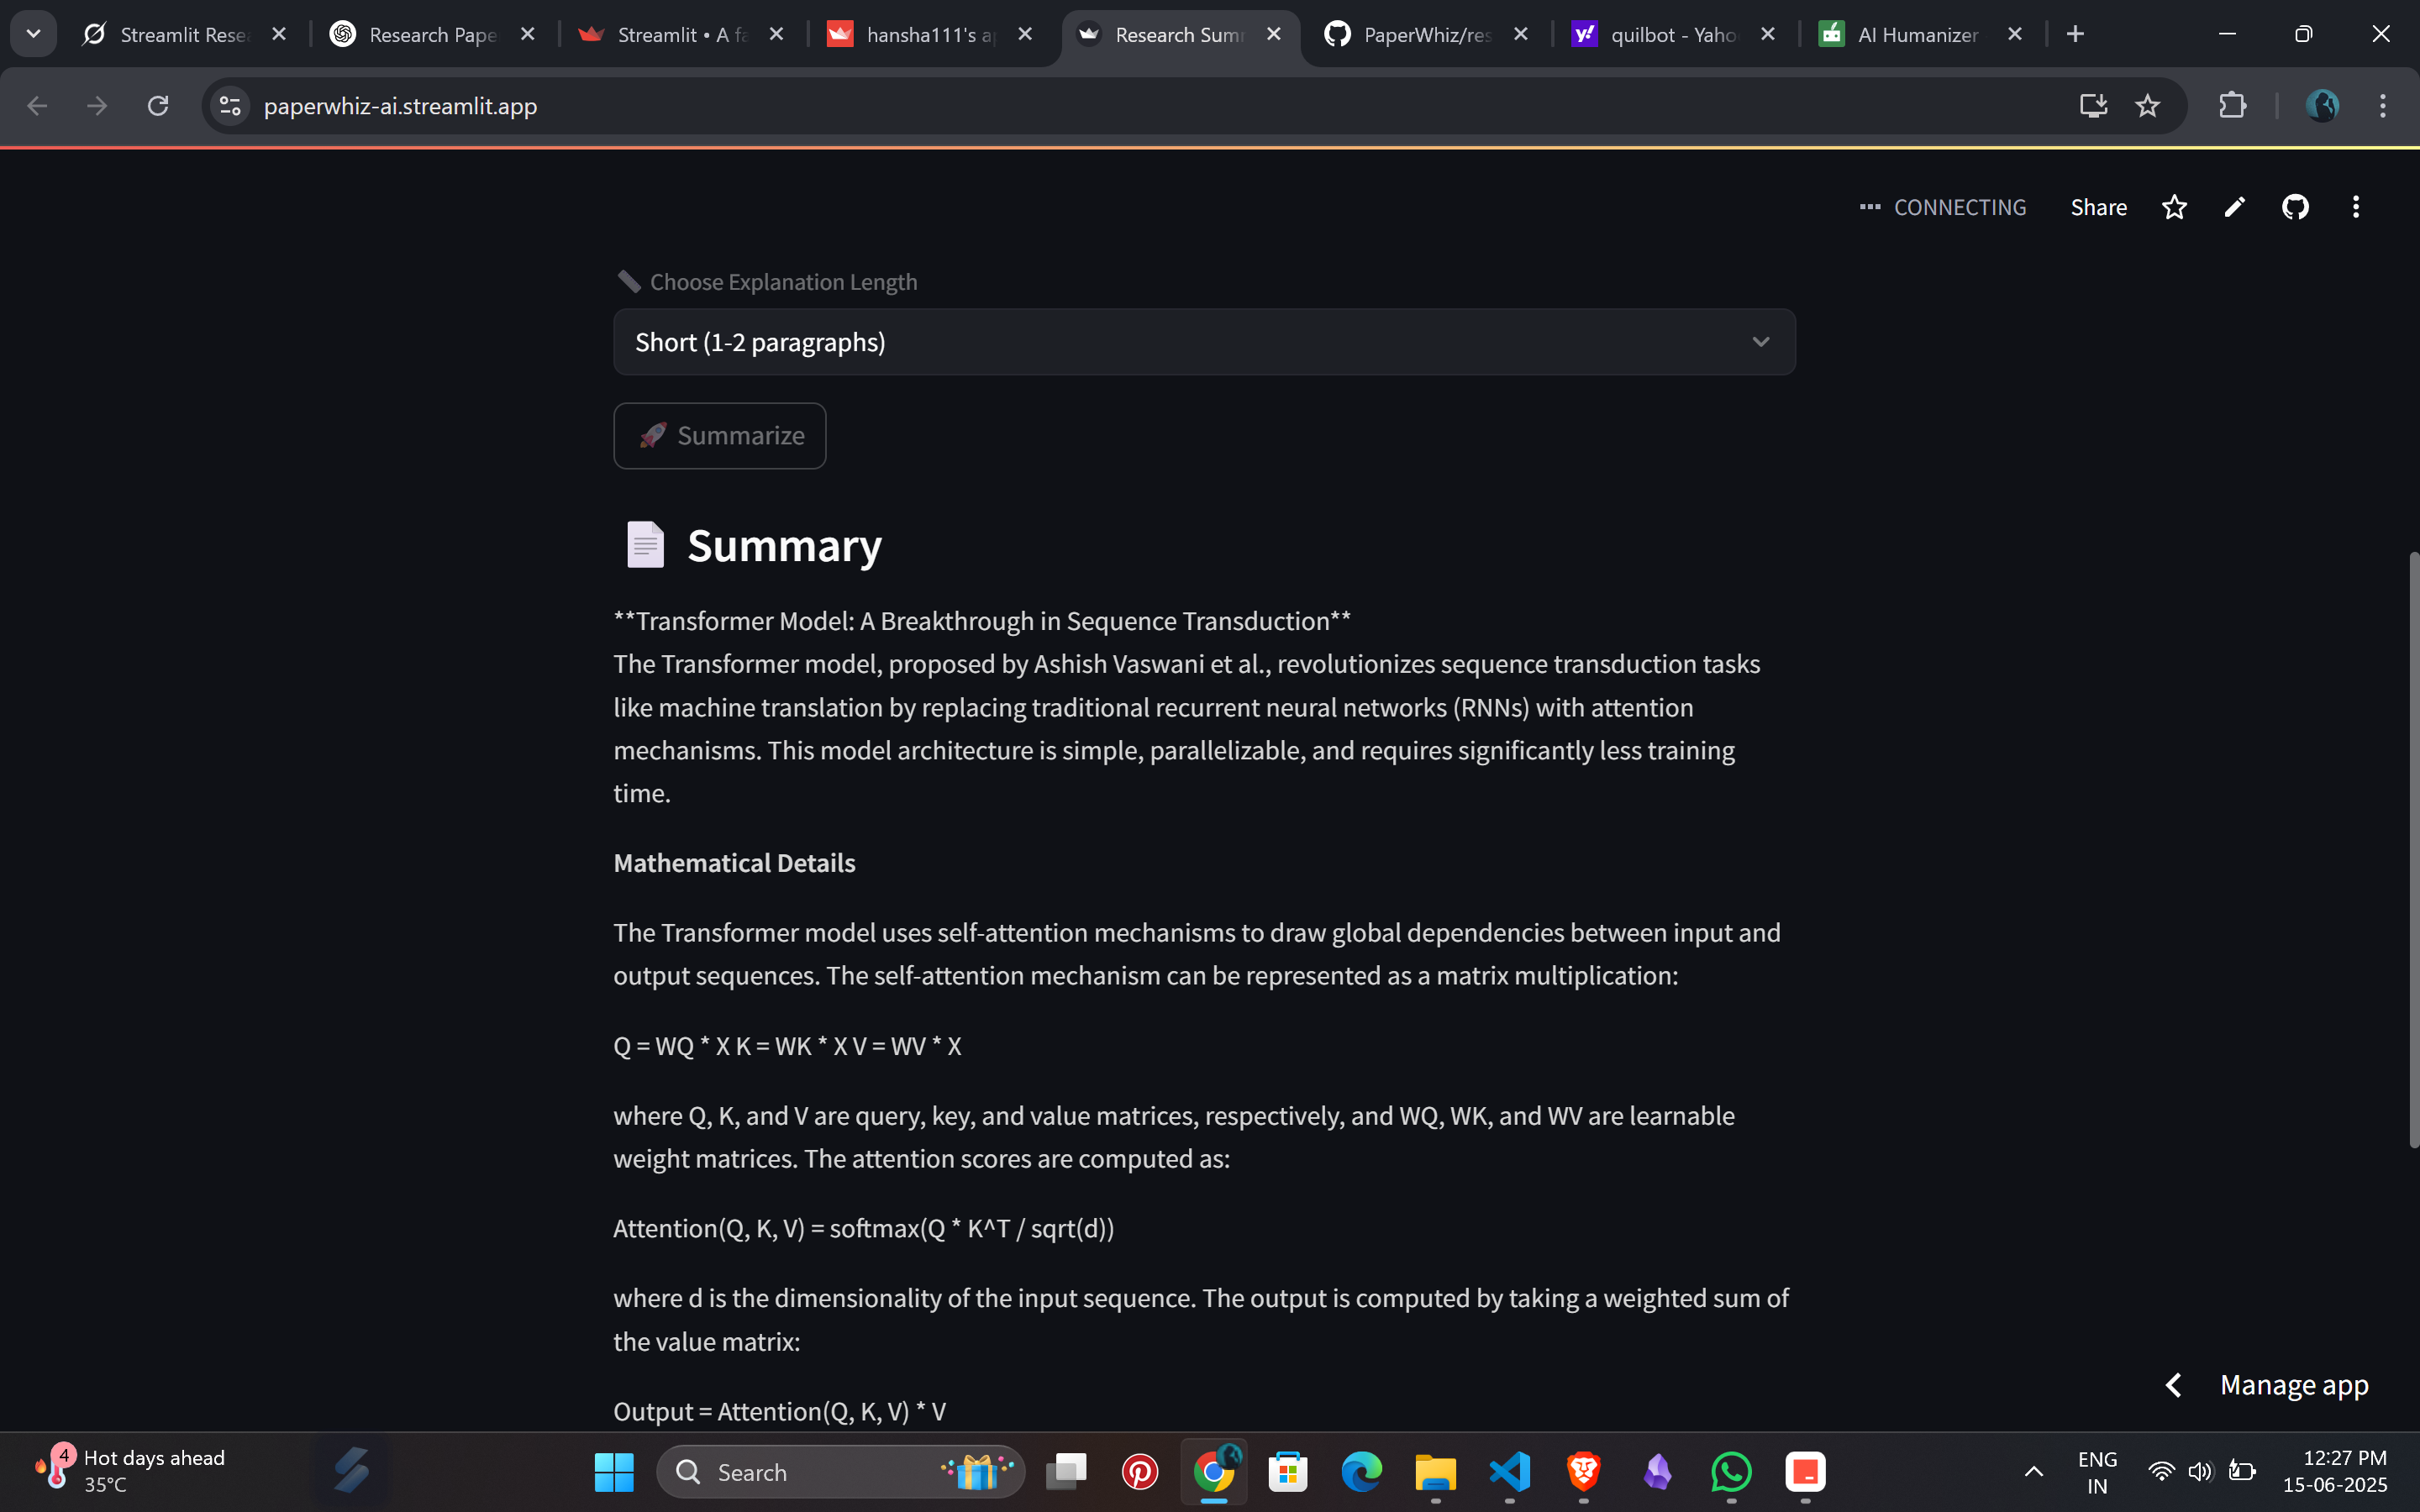 Streamlit Rese
Research Pape
Streamlit • A fa
hansha111's a
Research Sum
PaperWhiz/res
quilbot - Yaho
AI Humanizer
paperwhiz-ai.streamlit.app
CONNECTING
Share
Choose Explanation Length
Short (1-2 paragraphs)
Summarize
Summary
**Transformer Model: A Breakthrough in Sequence Transduction**
The Transformer model, proposed by Ashish Vaswani et al., revolutionizes sequence transduction tasks
like machine translation by replacing traditional recurrent neural networks (RNNs) with attention
mechanisms. This model architecture is simple, parallelizable, and requires significantly less training
time.
Mathematical Details
The Transformer model uses self-attention mechanisms to draw global dependencies between input and
output sequences. The self-attention mechanism can be represented as a matrix multiplication:
Q = WQ * X K = WK * X V = WV * X
where Q, K, and V are query, key, and value matrices, respectively, and WQ, WK, and WV are learnable
weight matrices. The attention scores are computed as:
Attention(Q, K, V) = softmax(Q * K^T / sqrt(d))
where d is the dimensionality of the input sequence. The output is computed by taking a weighted sum of
the value matrix:
Output = Attention(Q, K, V) * V
Manage app
4
Hot days ahead
35°C
Search
ENG
IN
12:27 PM
15-06-2025